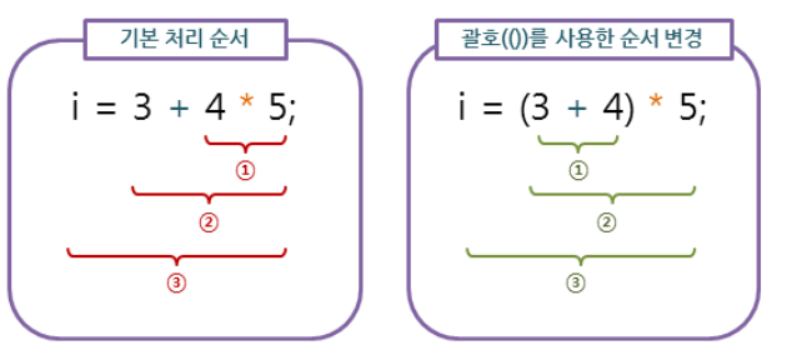 기본 처리 순서
i = 3 + 4 * 5;
①
②
③
괄호(())를 사용한 순서 변경
i = (3 + 4) * 5;
①
②
③